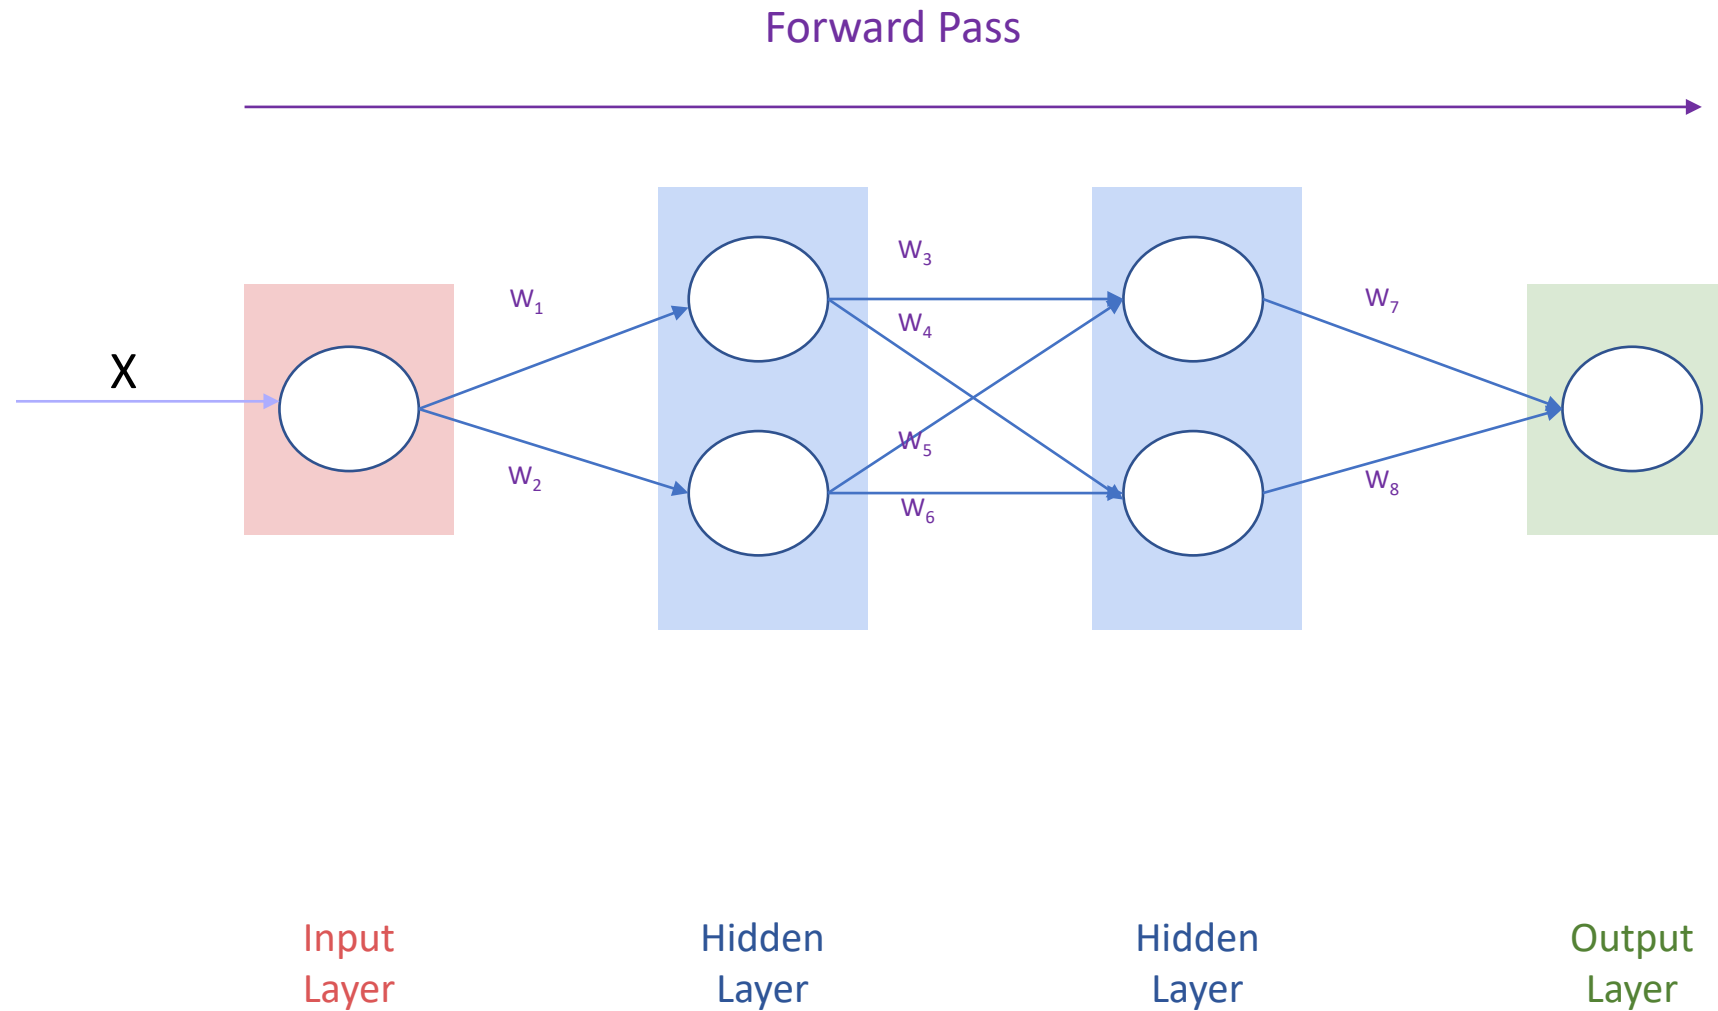 Forward Pass
W3
W1
W7
W4
X
W5
W2
W8
W6
Input
Layer
Hidden
Layer
Hidden
Layer
Output
Layer